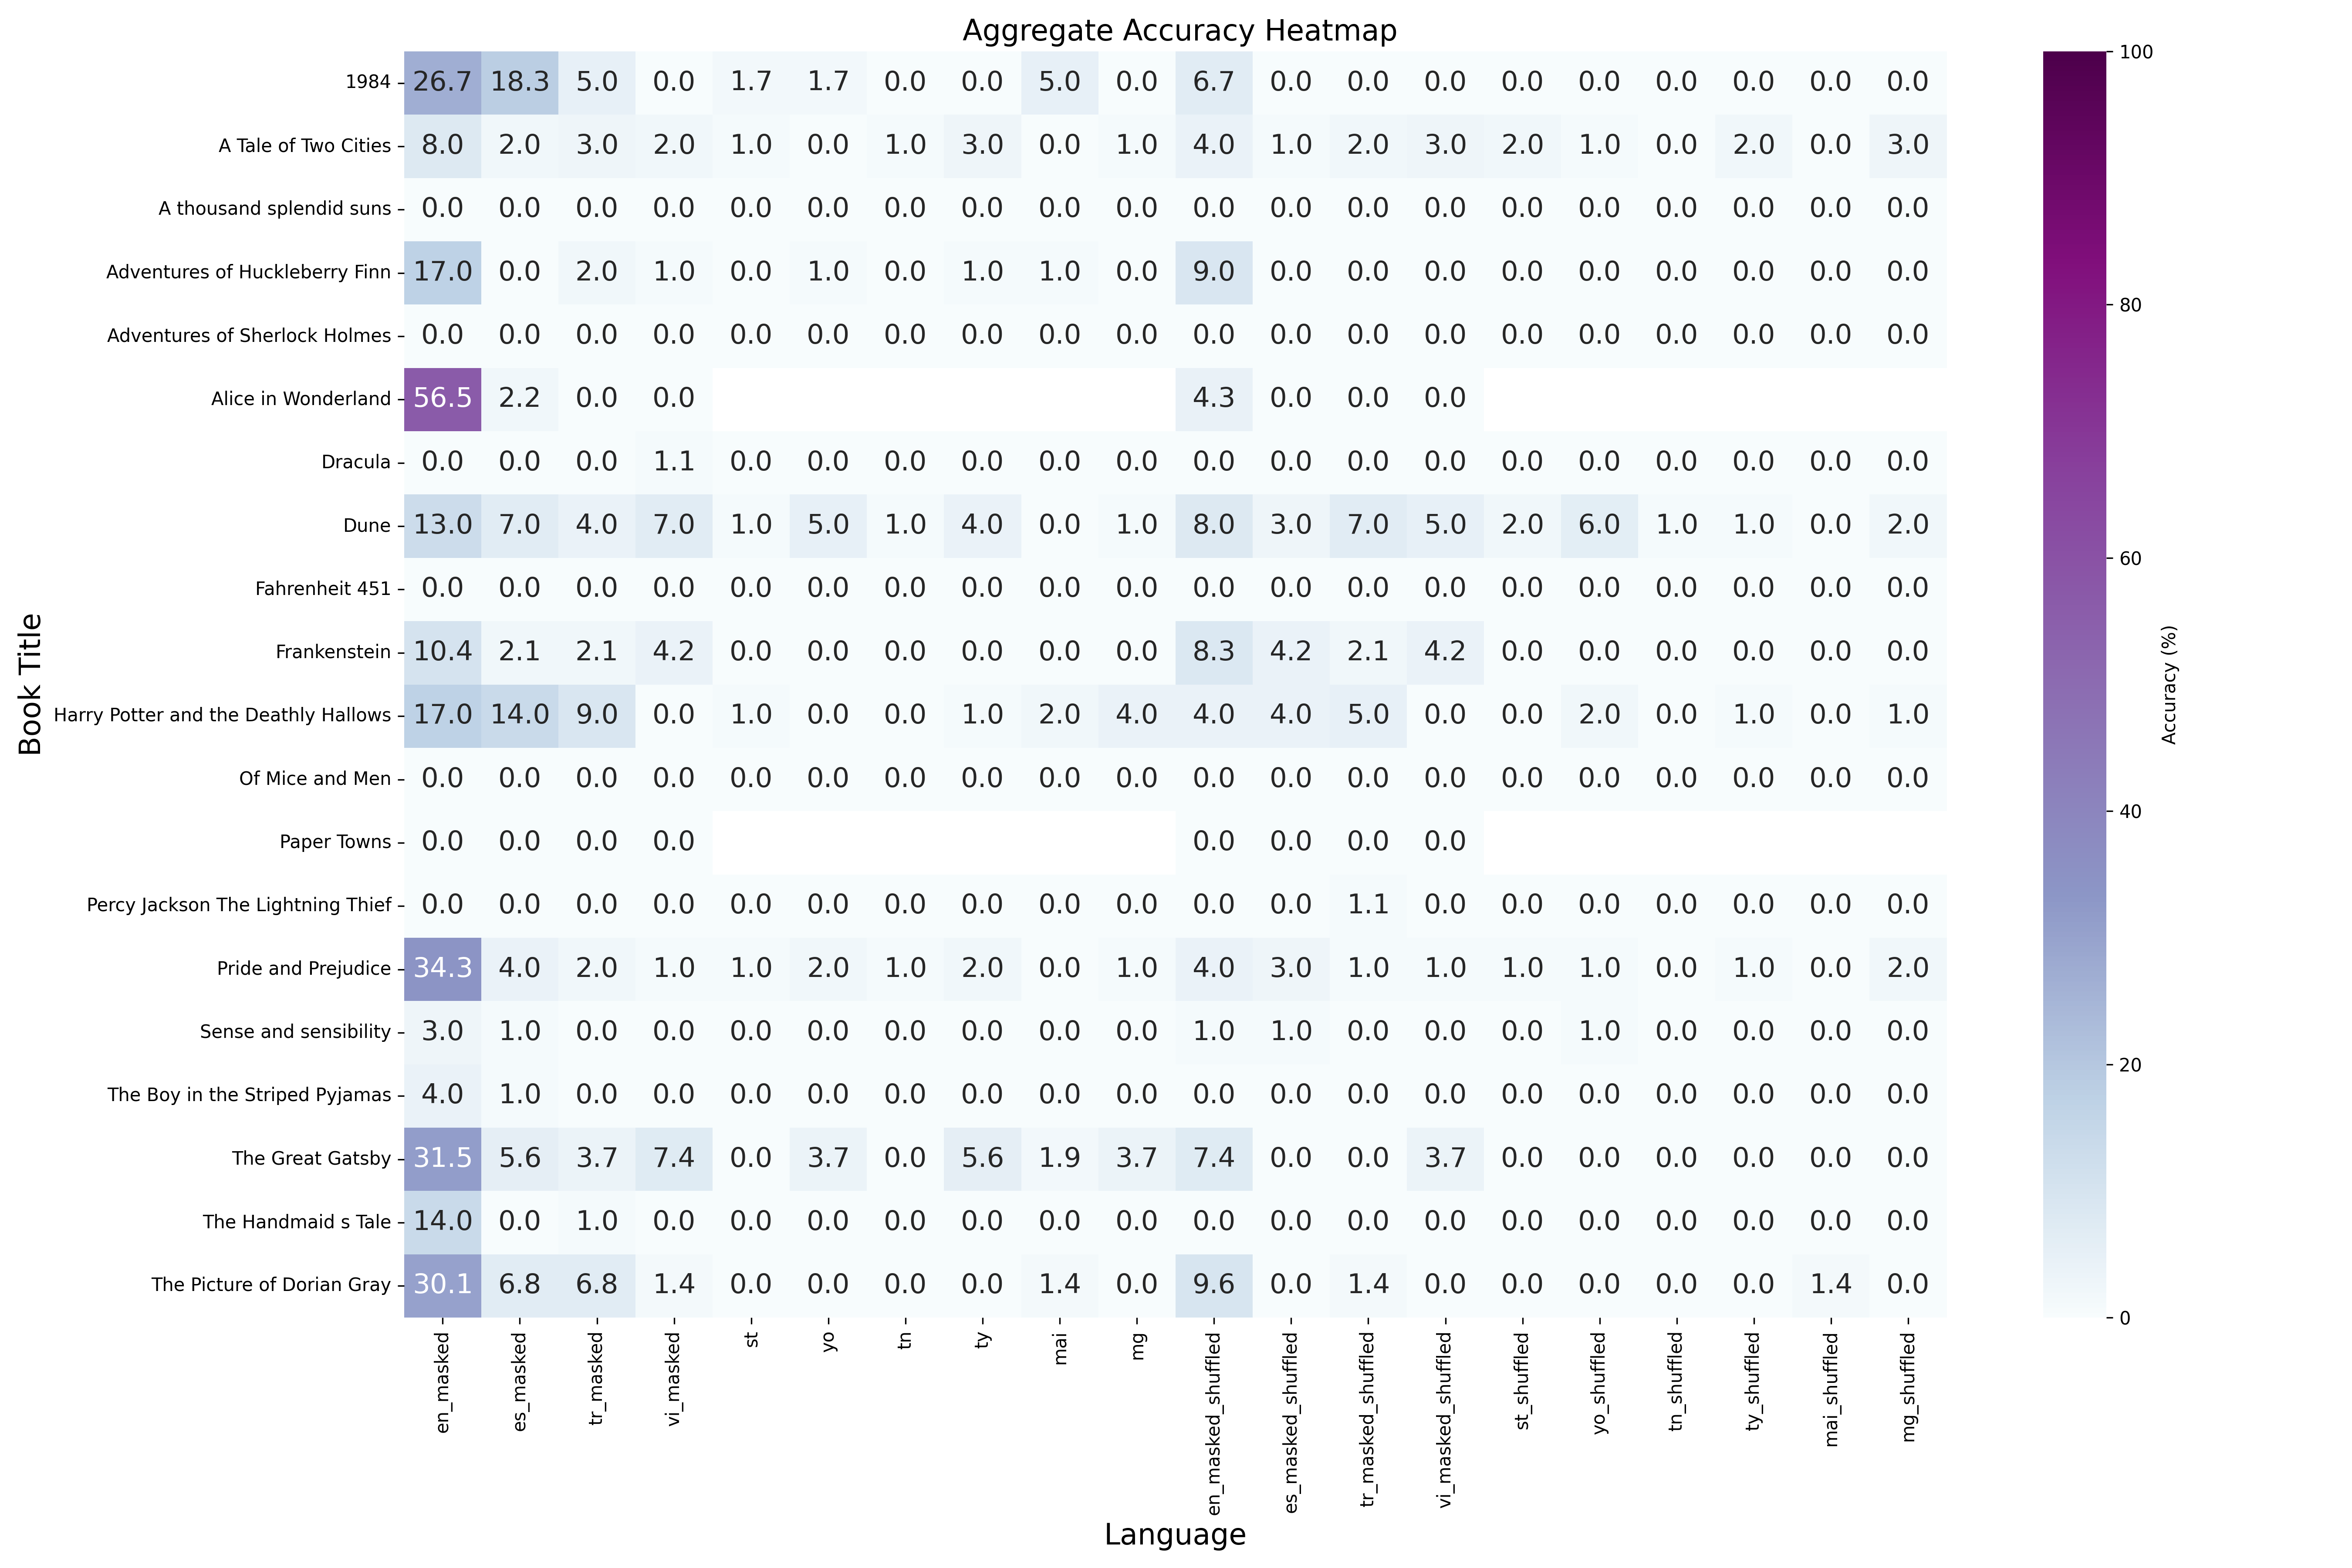 Aggregate Accuracy Heatmap
Book Title
1984 26.7 18.3 5.0 0.0 1.7 1.7 0.0 0.0 5.0 0.0 6.7 0.0 0.0 0.0 0.0 0.0 0.0 0.0 0.0 0.0
A Tale of Two Cities 8.0 2.0 3.0 2.0 1.0 0.0 1.0 3.0 0.0 1.0 4.0 1.0 2.0 3.0 2.0 1.0 0.0 2.0 0.0 3.0
A thousand splendid suns 0.0 0.0 0.0 0.0 0.0 0.0 0.0 0.0 0.0 0.0 0.0 0.0 0.0 0.0 0.0 0.0 0.0 0.0 0.0 0.0
Adventures of Huckleberry Finn 17.0 0.0 2.0 1.0 0.0 1.0 0.0 1.0 1.0 0.0 9.0 0.0 0.0 0.0 0.0 0.0 0.0 0.0 0.0 0.0
Adventures of Sherlock Holmes 0.0 0.0 0.0 0.0 0.0 0.0 0.0 0.0 0.0 0.0 0.0 0.0 0.0 0.0 0.0 0.0 0.0 0.0 0.0 0.0
Alice in Wonderland 56.5 2.2 0.0 0.0 4.3 0.0 0.0 0.0
Dracula 0.0 0.0 0.0 1.1 0.0 0.0 0.0 0.0 0.0 0.0 0.0 0.0 0.0 0.0 0.0 0.0 0.0 0.0 0.0 0.0
Dune 13.0 7.0 4.0 7.0 1.0 5.0 1.0 4.0 0.0 1.0 8.0 3.0 7.0 5.0 2.0 6.0 1.0 1.0 0.0 2.0
Fahrenheit 451 0.0 0.0 0.0 0.0 0.0 0.0 0.0 0.0 0.0 0.0 0.0 0.0 0.0 0.0 0.0 0.0 0.0 0.0 0.0 0.0
Frankenstein 10.4 2.1 2.1 4.2 0.0 0.0 0.0 0.0 0.0 0.0 8.3 4.2 2.1 4.2 0.0 0.0 0.0 0.0 0.0 0.0
Harry Potter and the Deathly Hallows 17.0 14.0 9.0 0.0 1.0 0.0 0.0 1.0 2.0 4.0 4.0 4.0 5.0 0.0 0.0 2.0 0.0 1.0 0.0 1.0
Of Mice and Men 0.0 0.0 0.0 0.0 0.0 0.0 0.0 0.0 0.0 0.0 0.0 0.0 0.0 0.0 0.0 0.0 0.0 0.0 0.0 0.0
Paper Towns 0.0 0.0 0.0 0.0 0.0 0.0 0.0 0.0
Percy Jackson The Lightning Thief 0.0 0.0 0.0 0.0 0.0 0.0 0.0 0.0 0.0 0.0 0.0 0.0 1.1 0.0 0.0 0.0 0.0 0.0 0.0 0.0
Pride and Prejudice 34.3 4.0 2.0 1.0 1.0 2.0 1.0 2.0 0.0 1.0 4.0 3.0 1.0 1.0 1.0 1.0 0.0 1.0 0.0 2.0
Sense and sensibility 3.0 1.0 0.0 0.0 0.0 0.0 0.0 0.0 0.0 0.0 1.0 1.0 0.0 0.0 0.0 1.0 0.0 0.0 0.0 0.0
The Boy in the Striped Pyjamas 4.0 1.0 0.0 0.0 0.0 0.0 0.0 0.0 0.0 0.0 0.0 0.0 0.0 0.0 0.0 0.0 0.0 0.0 0.0 0.0
The Great Gatsby 31.5 5.6 3.7 7.4 0.0 3.7 0.0 5.6 1.9 3.7 7.4 0.0 0.0 3.7 0.0 0.0 0.0 0.0 0.0 0.0
The Handmaid s Tale 14.0 0.0 1.0 0.0 0.0 0.0 0.0 0.0 0.0 0.0 0.0 0.0 0.0 0.0 0.0 0.0 0.0 0.0 0.0 0.0
The Picture of Dorian Gray 30.1 6.8 6.8 1.4 0.0 0.0 0.0 0.0 1.4 0.0 9.6 0.0 1.4 0.0 0.0 0.0 0.0 0.0 1.4 0.0
en_masked es_masked tr_masked vi_masked st yo tn ty mai mg en_masked_shuffled es_masked_shuffled tr_masked_shuffled vi_masked_shuffled st_shuffled yo_shuffled tn_shuffled ty_shuffled mai_shuffled mg_shuffled
Language
100
80
60
40
20
0
Accuracy (%)